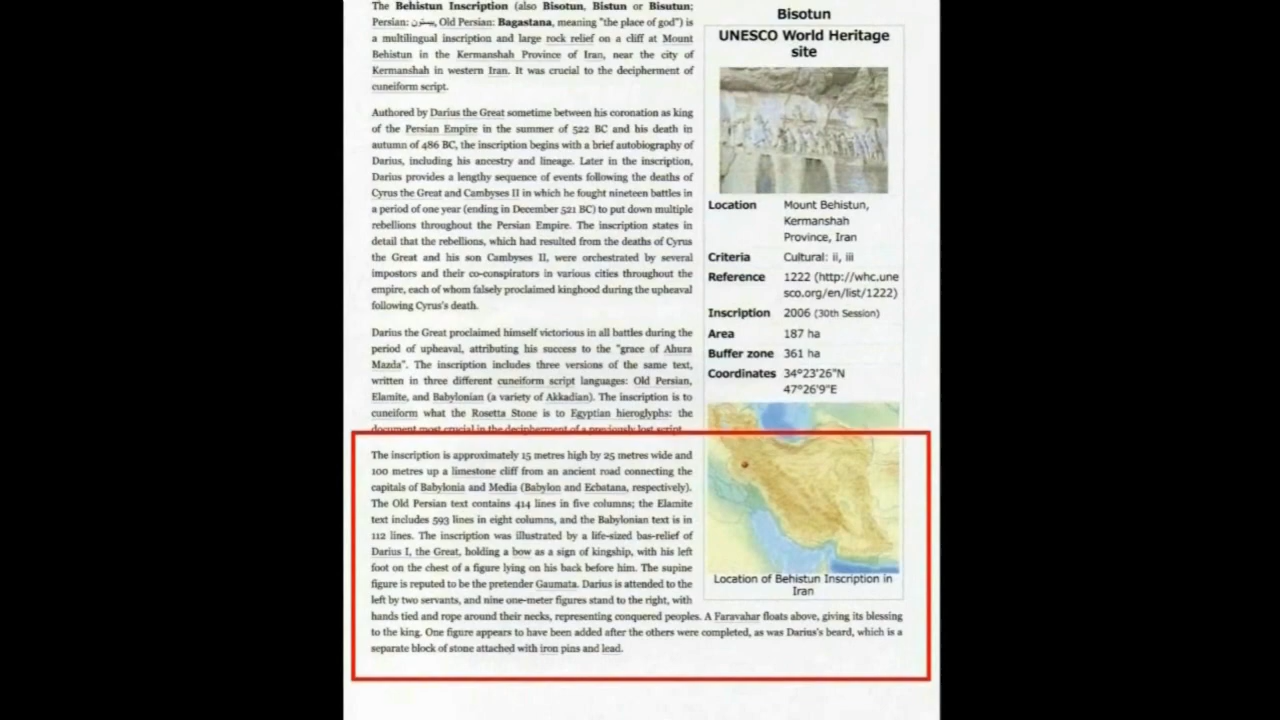 The Behistun Inscription (also Bisotun, Bistun or Bisutun;
Persian: بیستون, Old Persian: Bagastana, meaning "the place of god") is
a multilingual inscription and large rock relief on a cliff at Mount
Behistun in the Kermanshah Province of Iran, near the city of
Kermanshah in western Iran. It was crucial to the decipherment of
cuneiform script.
Authored by Darius the Great sometime between his coronation as king
of the Persian Empire in the summer of 522 BC and his death in
autumn of 486 BC, the inscription begins with a brief autobiography of
Darius, including his ancestry and lineage. Later in the inscription,
Darius provides a lengthy sequence of events following the deaths of
Cyrus the Great and Cambyses II in which he fought nineteen battles in
a period of one year (ending in December 521 BC) to put down multiple
rebellions throughout the Persian Empire. The inscription states in
detail that the rebellions, which had resulted from the deaths of Cyrus
the Great and his son Cambyses II, were orchestrated by several
impostors and their co-conspirators in various cities throughout the
empire, each of whom falsely proclaimed kinghood during the upheaval
following Cyrus's death.
Darius the Great proclaimed himself victorious in all battles during the
period of upheaval, attributing his success to the "grace of Ahura
Mazda". The inscription includes three versions of the same text,
written in three different cuneiform script languages: Old Persian,
Elamite, and Babylonian (a variety of Akkadian). The inscription is to
cuneiform what the Rosetta Stone is to Egyptian hieroglyphs: the
document most crucial in the decipherment of a previously lost script.
The inscription is approximately 15 metres high by 25 metres wide and
100 metres up a limestone cliff from an ancient road connecting the
capitals of Babylonia and Media (Babylon and Ecbatana, respectively).
The Old Persian text contains 414 lines in five columns; the Elamite
text includes 593 lines in eight columns, and the Babylonian text is in
112 lines. The inscription was illustrated by a life-sized bas-relief of
Darius I, the Great, holding a bow as a sign of kingship, with his left
foot on the chest of a figure lying on his back before him. The supine
figure is reputed to be the pretender Gaumata. Darius is attended to the
left by two servants, and nine one-meter figures stand to the right, with
hands tied and rope around their necks, representing conquered peoples. A Faravahar floats above, giving its blessing
to the king. One figure appears to have been added after the others were completed, as was Darius's beard, which is a
separate block of stone attached with iron pins and lead.
Bisotun
UNESCO World Heritage
site
Location Mount Behistun,
Kermanshah
Province, Iran
Criteria Cultural: ii, iii
Reference 1222 (http://whc.une
sco.org/en/list/1222)
Inscription 2006 (30th Session)
Area 187 ha
Buffer zone 361 ha
Coordinates 34°23'26"N
47°26'9"E
Location of Behistun Inscription in
Iran